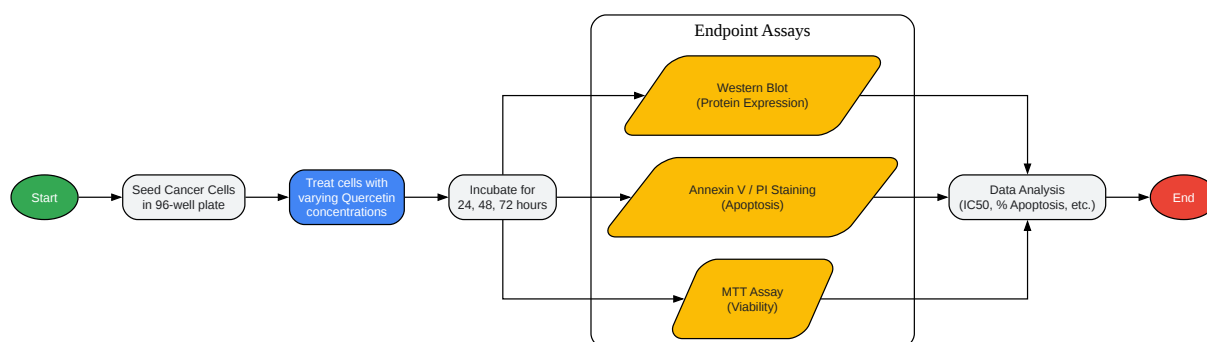 Endpoint Assays
Western Blot
(Protein Expression)
Start
Seed Cancer Cells
in 96-well plate
Treat cells with
varying Quercetin
concentrations
Incubate for
24, 48, 72 hours
Annexin V / PI Staining
(Apoptosis)
Data Analysis
(IC50, % Apoptosis, etc.)
End
MTT Assay
(Viability)